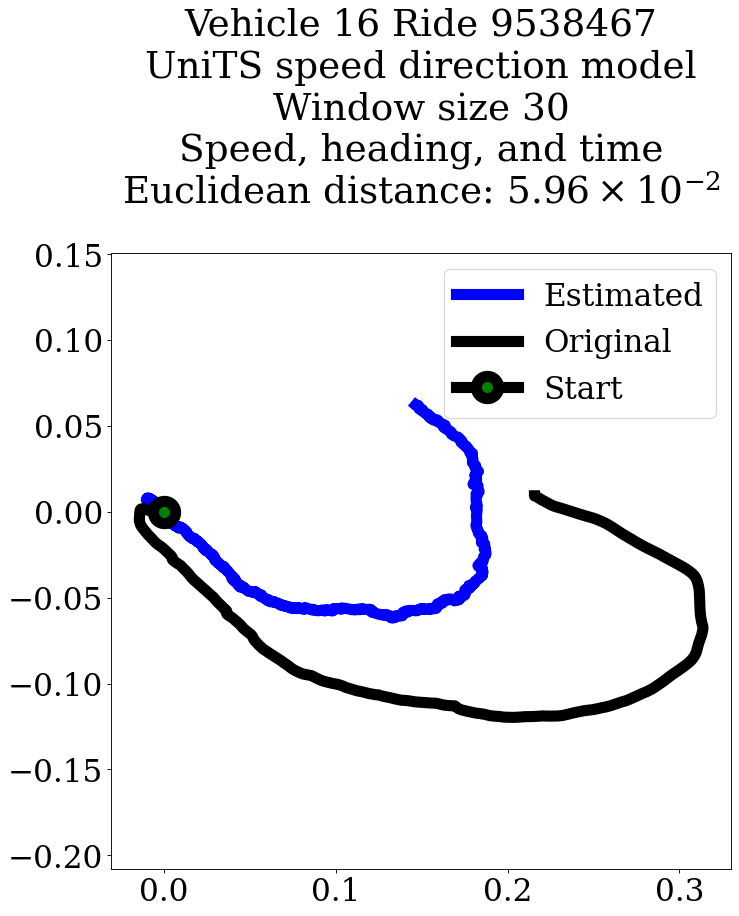 Vehicle 16 Ride 9538467
UniTS speed direction model
Window size 30
Speed, heading, and time
Euclidean distance: 5.96 × 10⁻²
Estimated
Original
Start
0.15
0.10
0.05
0.00
−0.05
−0.10
−0.15
−0.20
0.0 0.1 0.2 0.3